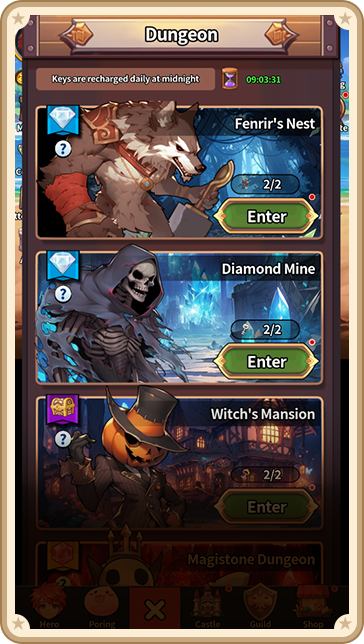 Dungeon
Keys are recharged daily at midnight
09:03:31
Fenrir's Nest
?
2/2
Enter
Diamond Mine
?
2/2
Enter
Witch's Mansion
?
2/2
Enter
Magistone Dungeon
?
Hero
Poring
Castle
Guild
Shop